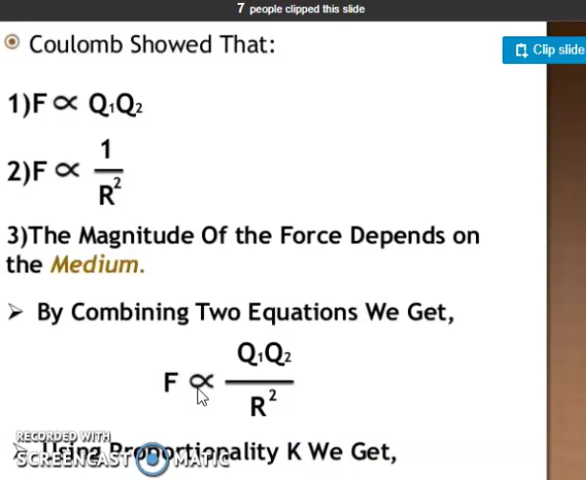 7 people clipped this slide
Clip slide
Coulomb Showed That:
1)F ∝ Q₁Q₂
2)F ∝ 1
R²
3)The Magnitude Of the Force Depends on
the Medium.
➢ By Combining Two Equations We Get,
F ∝ Q₁Q₂
R²
➢ Using Proportionality K We Get,
RECORDED WITH
SCREENCAST MATIC